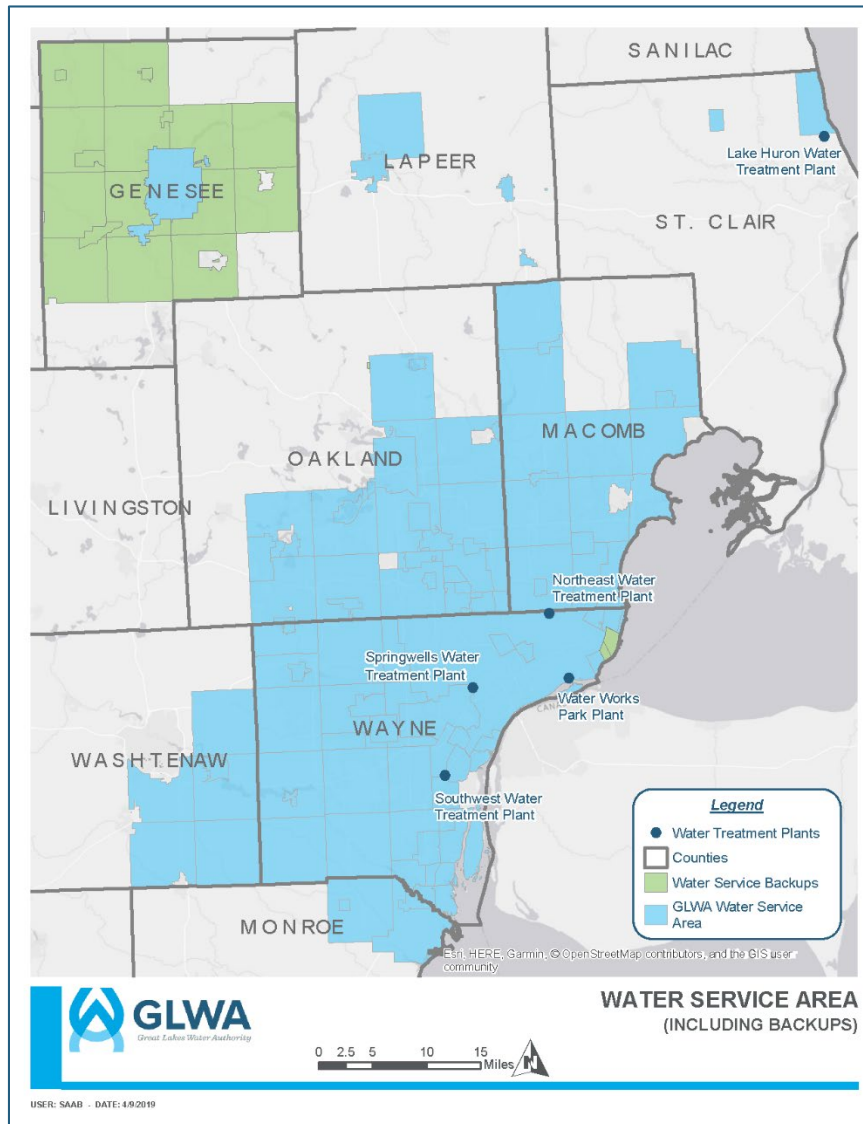 SANILAC
Lake Huron Water
Treatment Plant
LAPEER
GENESEE
ST. CLAIR
MACOMB
OAKLAND
LIVINGSTON
Northeast Water
Treatment Plant
Springwells Water
Treatment Plant
Water Works
Park Plant
CANA
WAYNE
WASHTENAW
Southwest Water
Treatment Plant
MONROE
Legend
Water Treatment Plants
Counties
Water Service Backups
GLWA Water Service
Area
Esri, HERE, Garmin, © OpenStreetMap contributors, and the GIS user
community
GLWA
Great Lakes Water Authority
WATER SERVICE AREA
(INCLUDING BACKUPS)
0 2.5 5 10 15
Miles
N
USER: SAAB - DATE: 4/9/2019